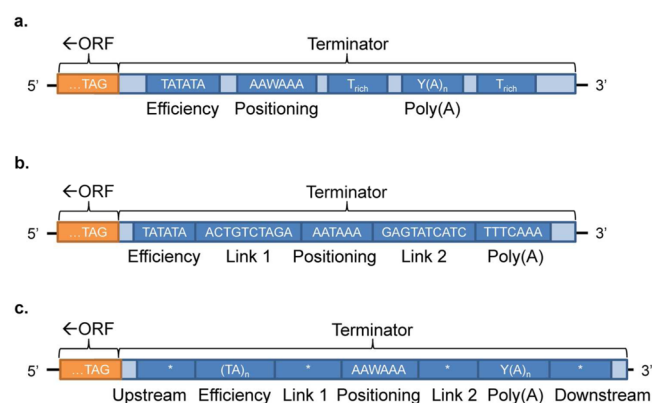 a.
←ORF Terminator
5' ...TAG TATATA AAWAAA Trich Y(A)n Trich 3'
Efficiency Positioning Poly(A)
b.
←ORF Terminator
5' ...TAG TATATA ACTGTCTAGA AATAAA GAGTATCATC TTTCAAA 3'
Efficiency Link 1 Positioning Link 2 Poly(A)
c.
←ORF Terminator
5' ...TAG * (TA)n * AAWAAA * Y(A)n * 3'
Upstream Efficiency Link 1 Positioning Link 2 Poly(A) Downstream